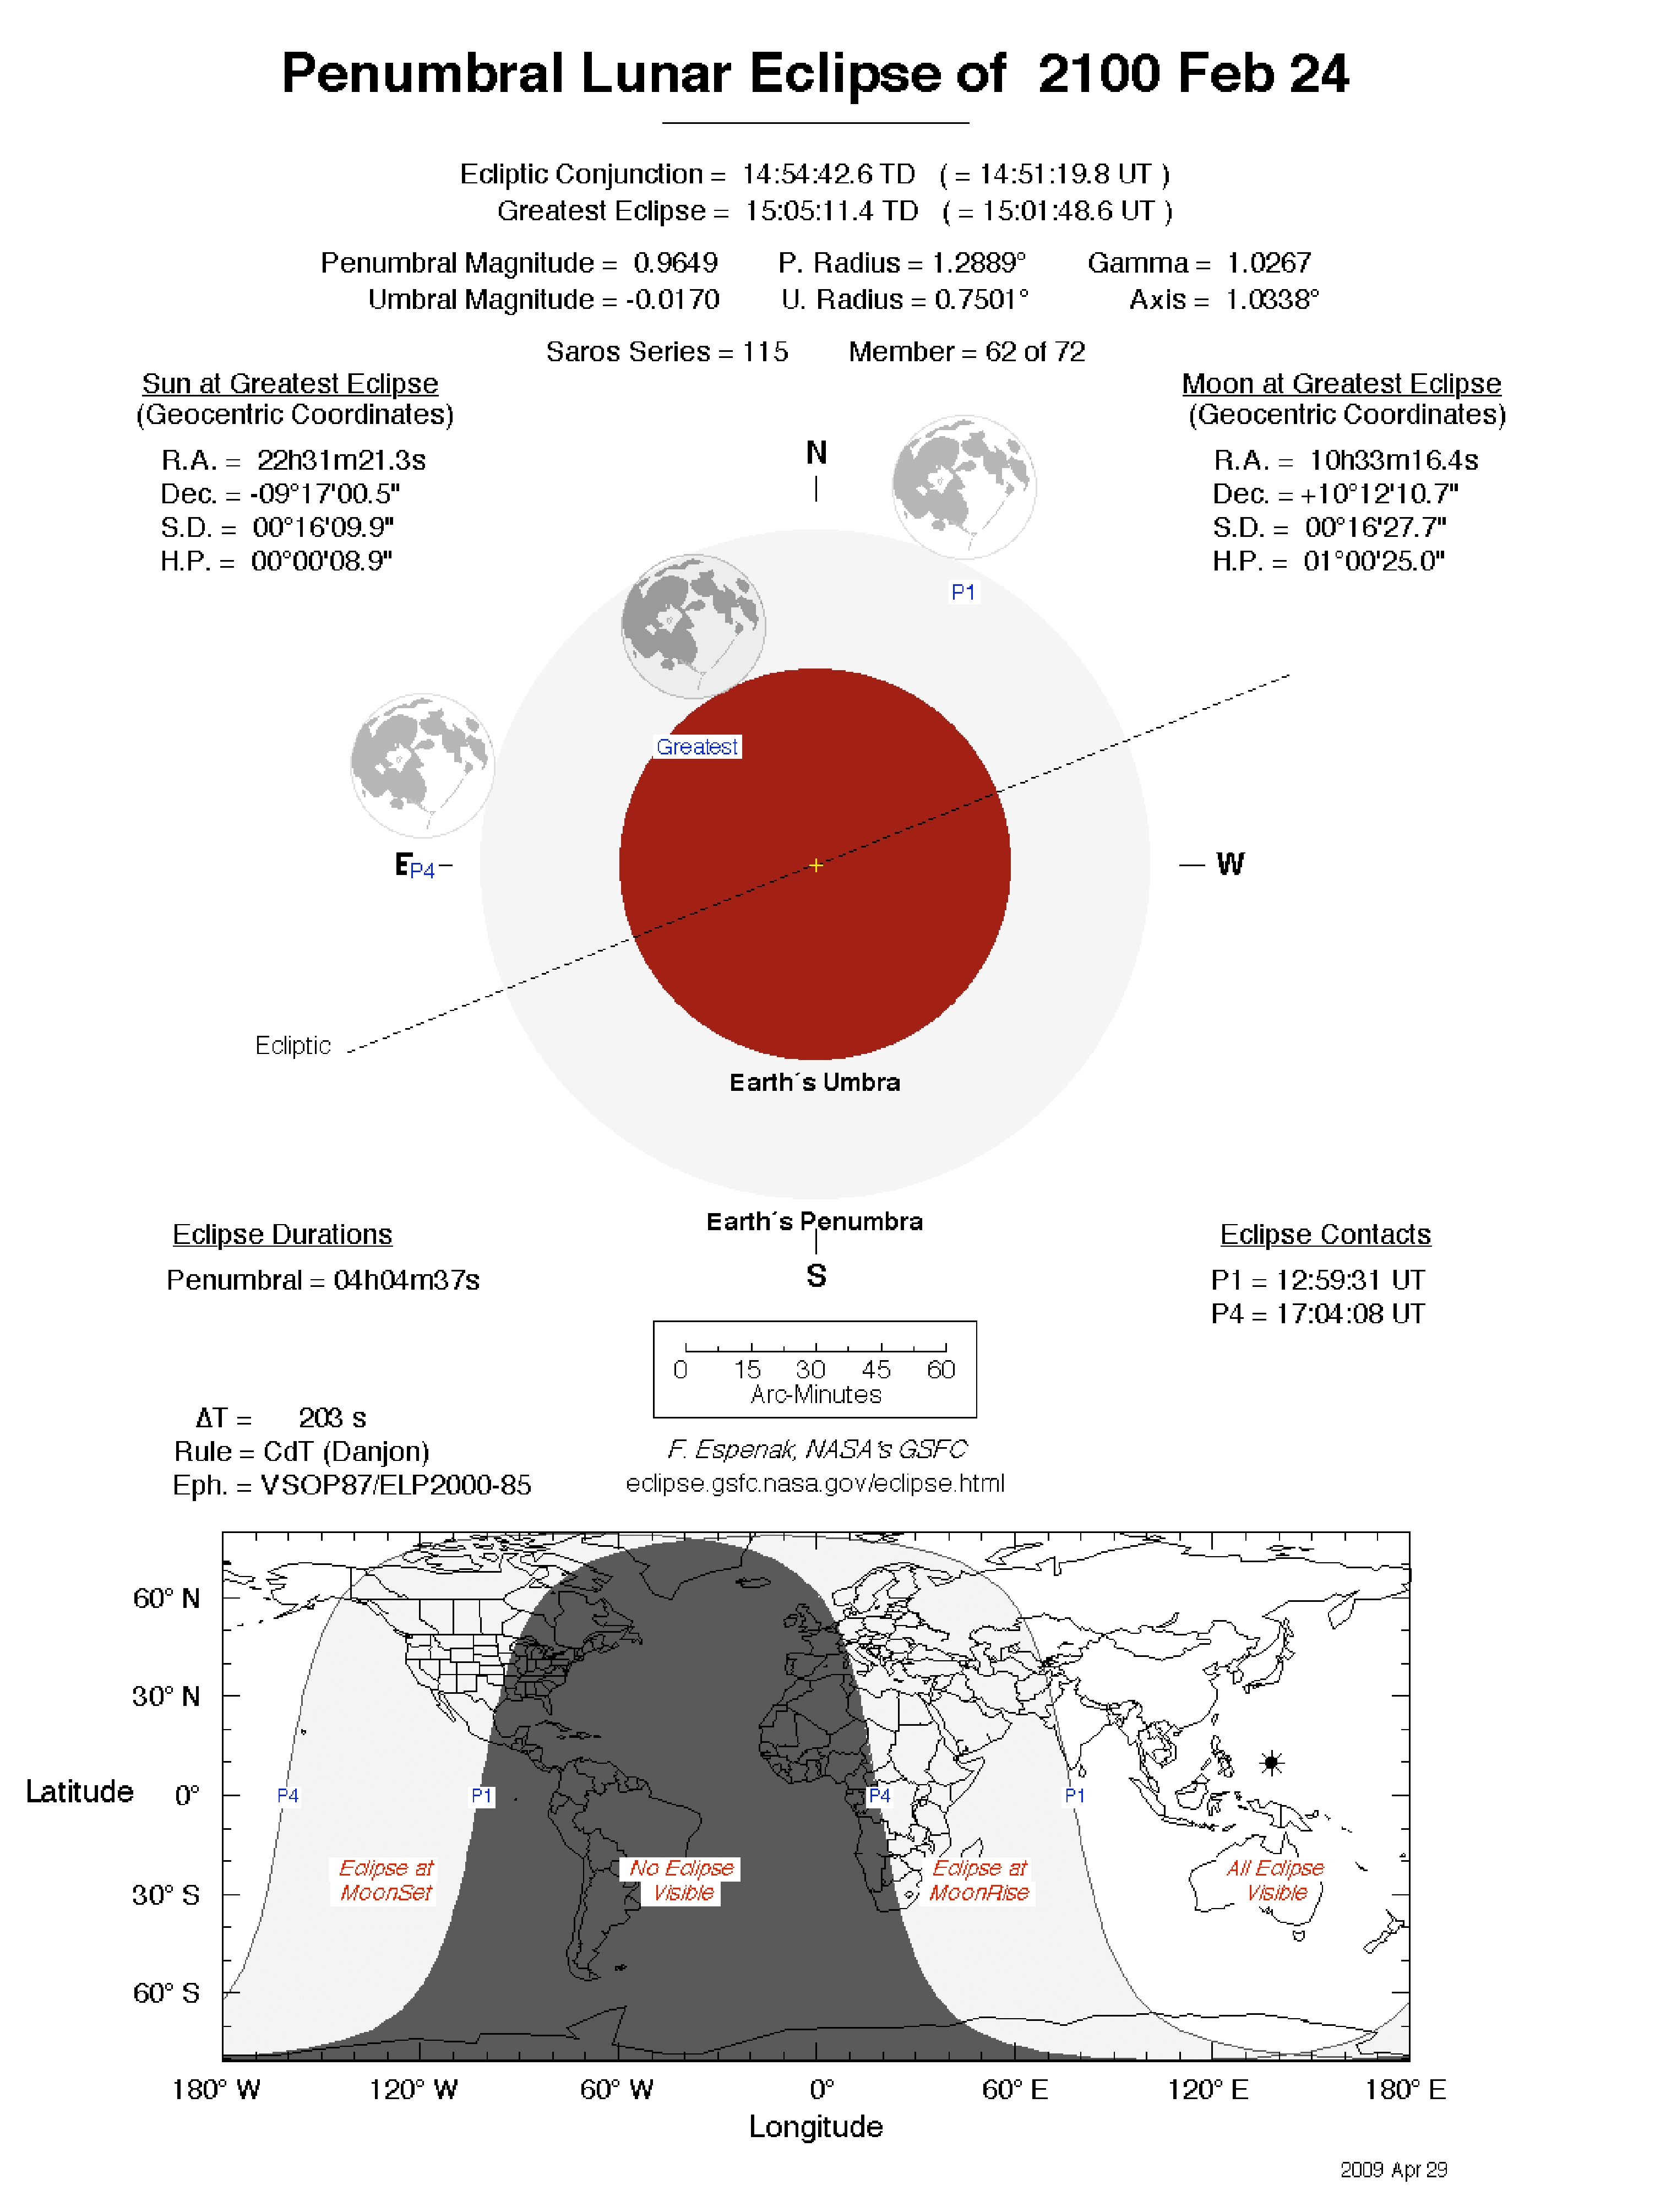 Penumbral Lunar Eclipse of 2100 Feb 24
Ecliptic Conjunction = 14:54:42.6 TD ( = 14:51:19.8 UT )
Greatest Eclipse = 15:05:11.4 TD ( = 15:01:48.6 UT )
Penumbral Magnitude = 0.9649 P. Radius = 1.2889° Gamma = 1.0267
Umbral Magnitude = -0.0170 U. Radius = 0.7501° Axis = 1.0338°
Saros Series = 115 Member = 62 of 72
Sun at Greatest Eclipse
(Geocentric Coordinates)
R.A. = 22h31m21.3s
Dec. = -09°17'00.5"
S.D. = 00°16'09.9"
H.P. = 00°00'08.9"
Moon at Greatest Eclipse
(Geocentric Coordinates)
R.A. = 10h33m16.4s
Dec. = +10°12'10.7"
S.D. = 00°16'27.7"
H.P. = 01°00'25.0"
N
P1
Greatest
E
P4
W
Ecliptic
Earth´s Umbra
Earth´s Penumbra
S
Eclipse Durations
Penumbral = 04h04m37s
Eclipse Contacts
P1 = 12:59:31 UT
P4 = 17:04:08 UT
0 15 30 45 60
Arc-Minutes
ΔT = 203 s
Rule = CdT (Danjon)
Eph. = VSOP87/ELP2000-85
F. Espenak, NASA's GSFC
eclipse.gsfc.nasa.gov/eclipse.html
60° N
30° N
Latitude 0°
30° S
60° S
P4 P1 P4 P1
Eclipse at
MoonSet
No Eclipse
Visible
Eclipse at
MoonRise
All Eclipse
Visible
180° W 120° W 60° W 0° 60° E 120° E 180° E
Longitude
2009 Apr 29